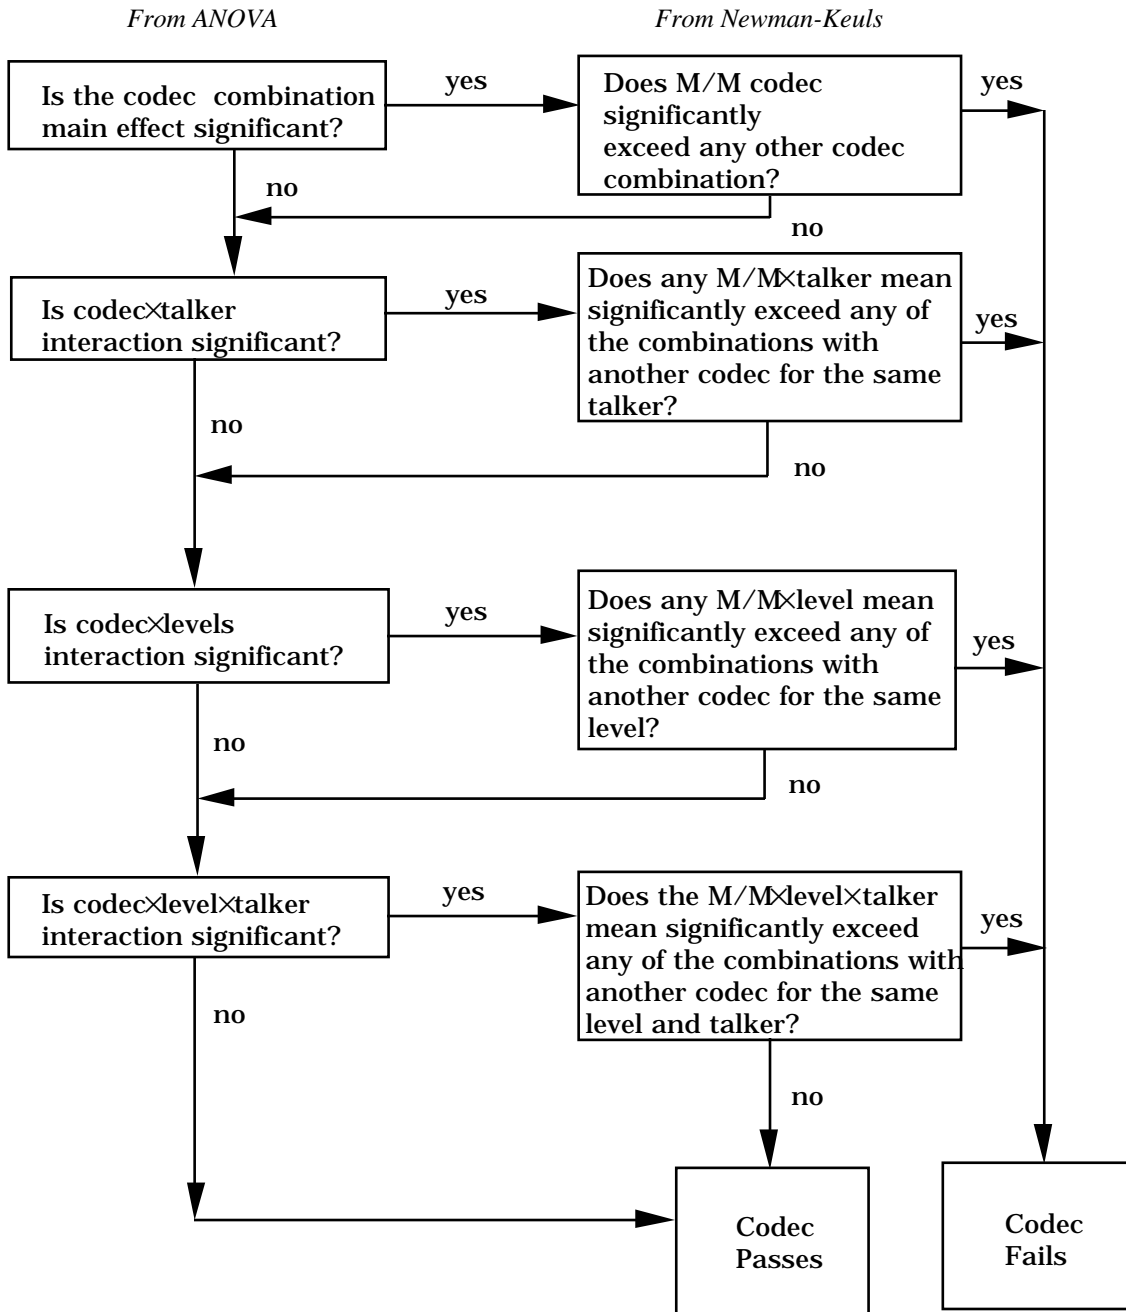 From ANOVA
From Newman-Keuls
Is the codec combination
main effect significant?
yes
Does M/M codec
significantly
exceed any other codec
combination?
yes
no
no
Is codec×talker
interaction significant?
yes
Does any M/M×talker mean
significantly exceed any of
the combinations with
another codec for the same
talker?
yes
no
no
Is codec×levels
interaction significant?
yes
Does any M/M×level mean
significantly exceed any of
the combinations with
another codec for the same
level?
yes
no
no
Is codec×level×talker
interaction significant?
yes
Does the M/M×level×talker
mean significantly exceed
any of the combinations with
another codec for the same
level and talker?
yes
no
no
Codec
Passes
Codec
Fails